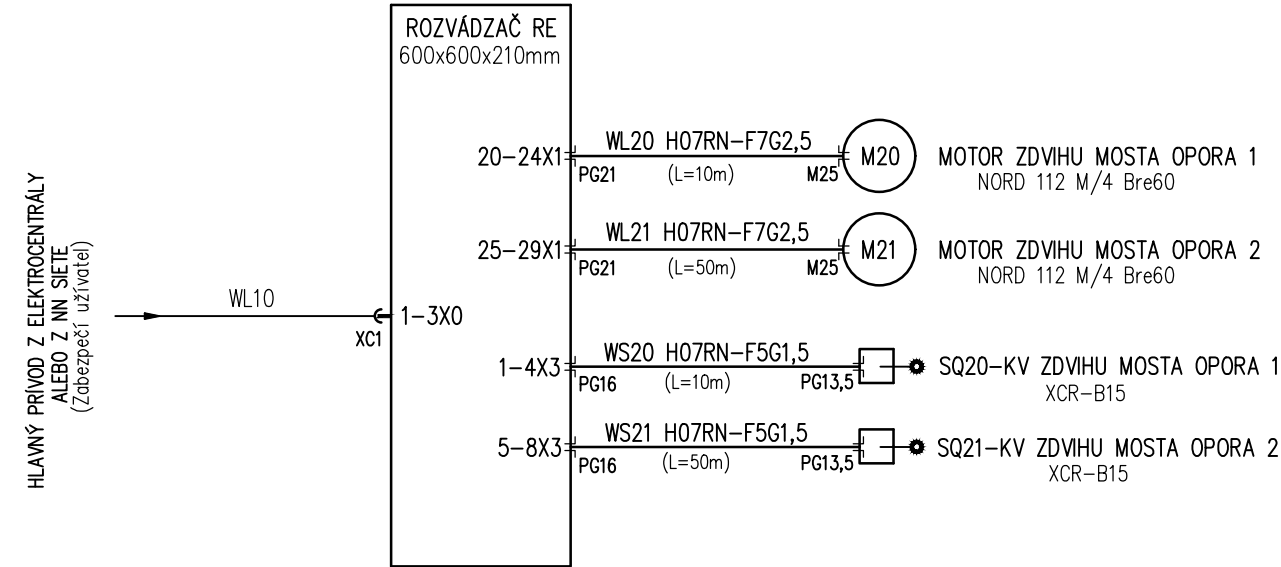 HLAVNÝ PRÍVOD Z ELEKTROCENTRÁLY
ALEBO Z NN SIETE
(Zabezpečí užívatel)
WL10
XC1
1-3X0
ROZVÁDZAČ RE
600x600x210mm
20-24X1
PG21
WL20 H07RN-F7G2,5
(L=10m)
M25
M20
MOTOR ZDVIHU MOSTA OPORA 1
NORD 112 M/4 Bre60
25-29X1
PG21
WL21 H07RN-F7G2,5
(L=50m)
M25
M21
MOTOR ZDVIHU MOSTA OPORA 2
NORD 112 M/4 Bre60
1-4X3
PG16
WS20 H07RN-F5G1,5
(L=10m)
PG13,5
SQ20-KV ZDVIHU MOSTA OPORA 1
XCR-B15
5-8X3
PG16
WS21 H07RN-F5G1,5
(L=50m)
PG13,5
SQ21-KV ZDVIHU MOSTA OPORA 2
XCR-B15